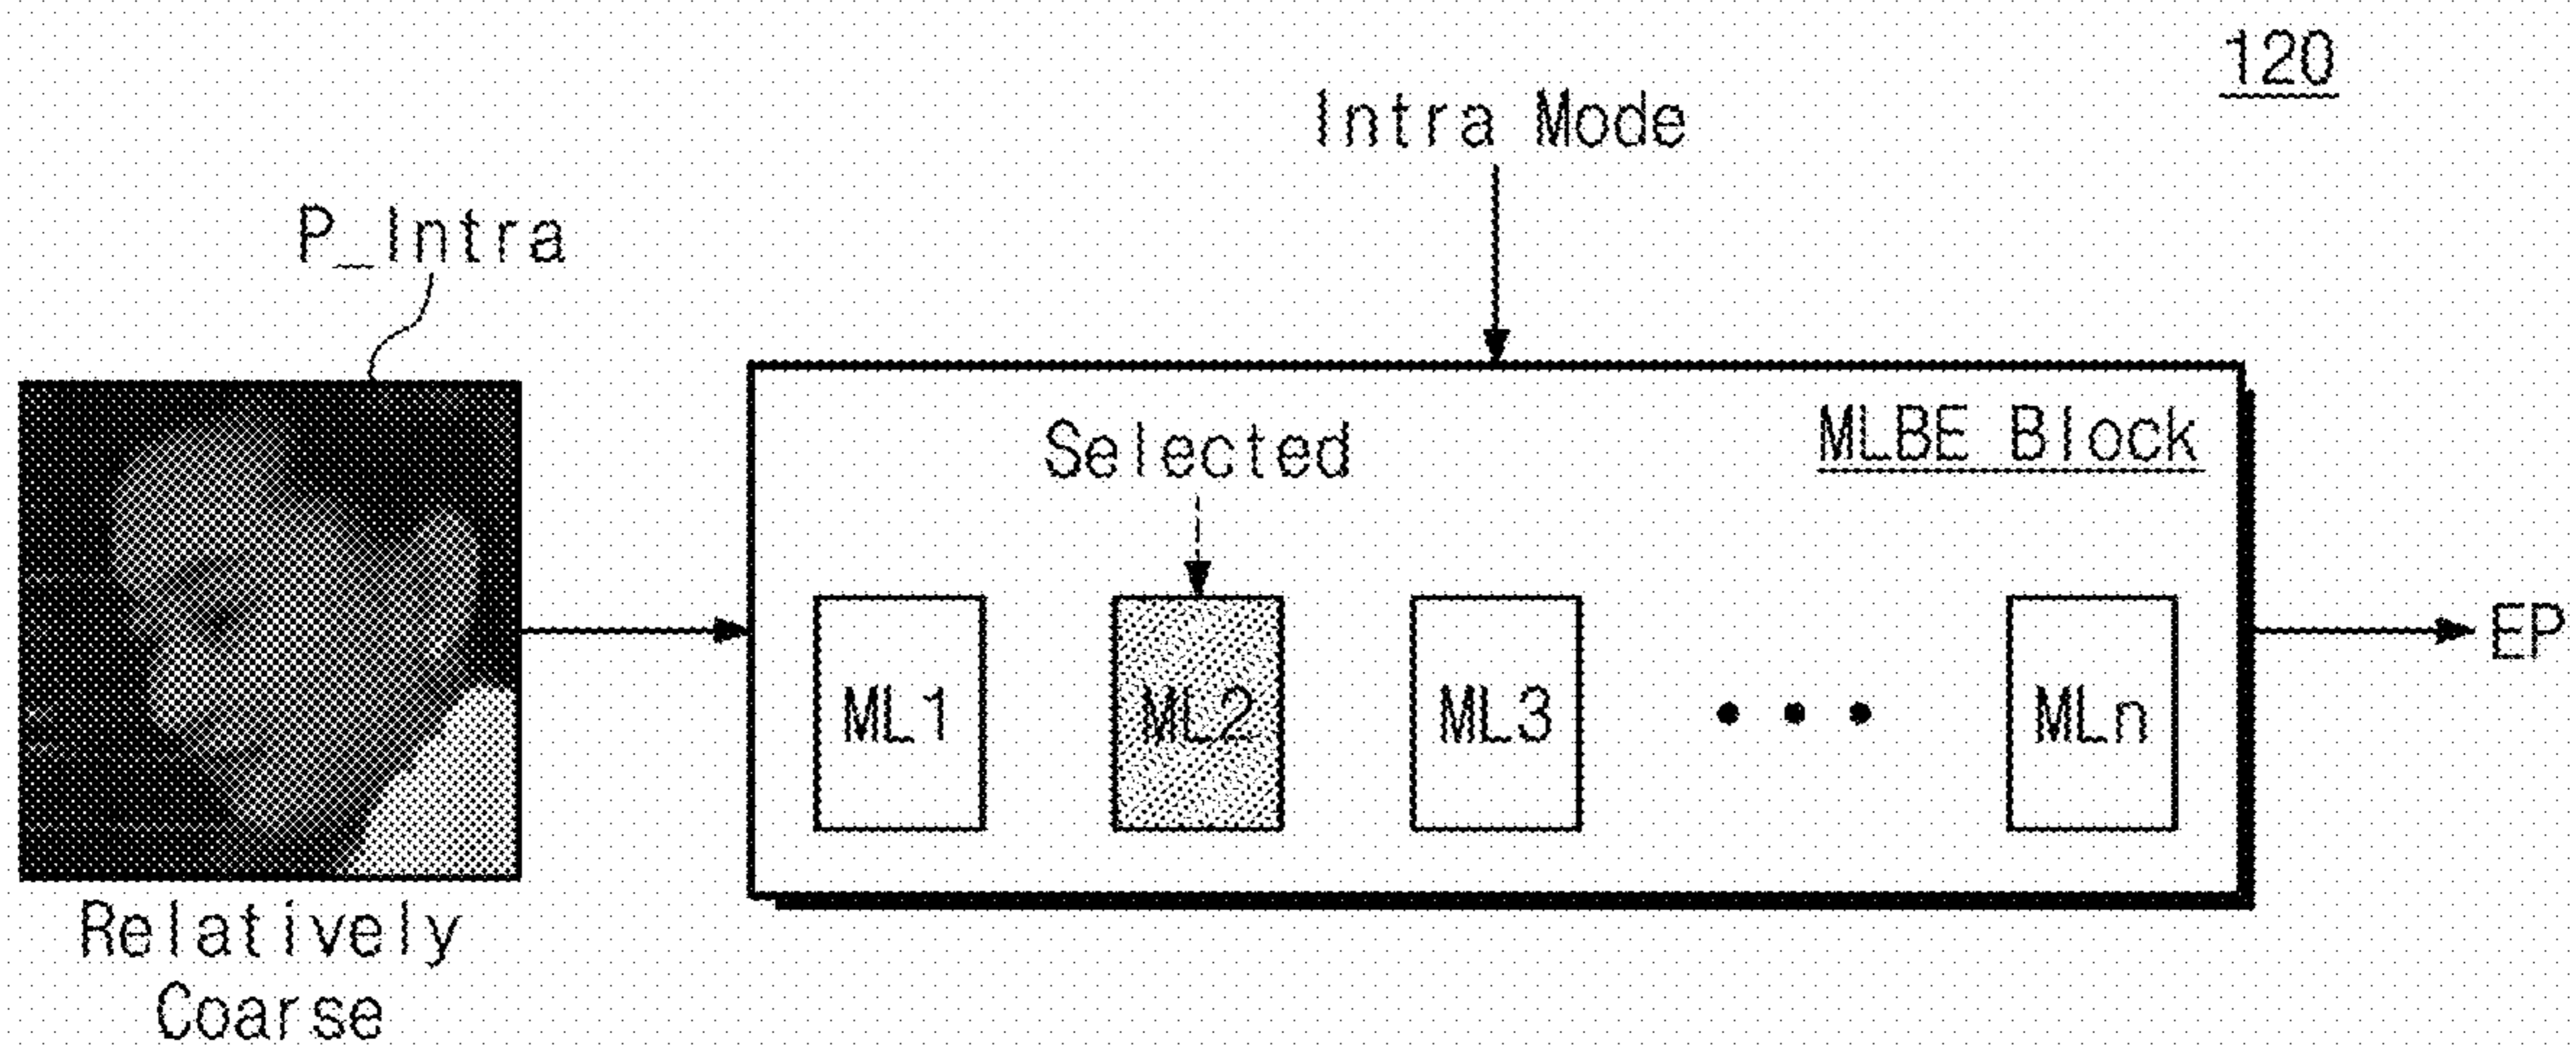 120
Intra Mode
P_Intra
Selected
MLBE Block
ML1
ML2
ML3
• • •
MLn
EP
Relatively
Coarse